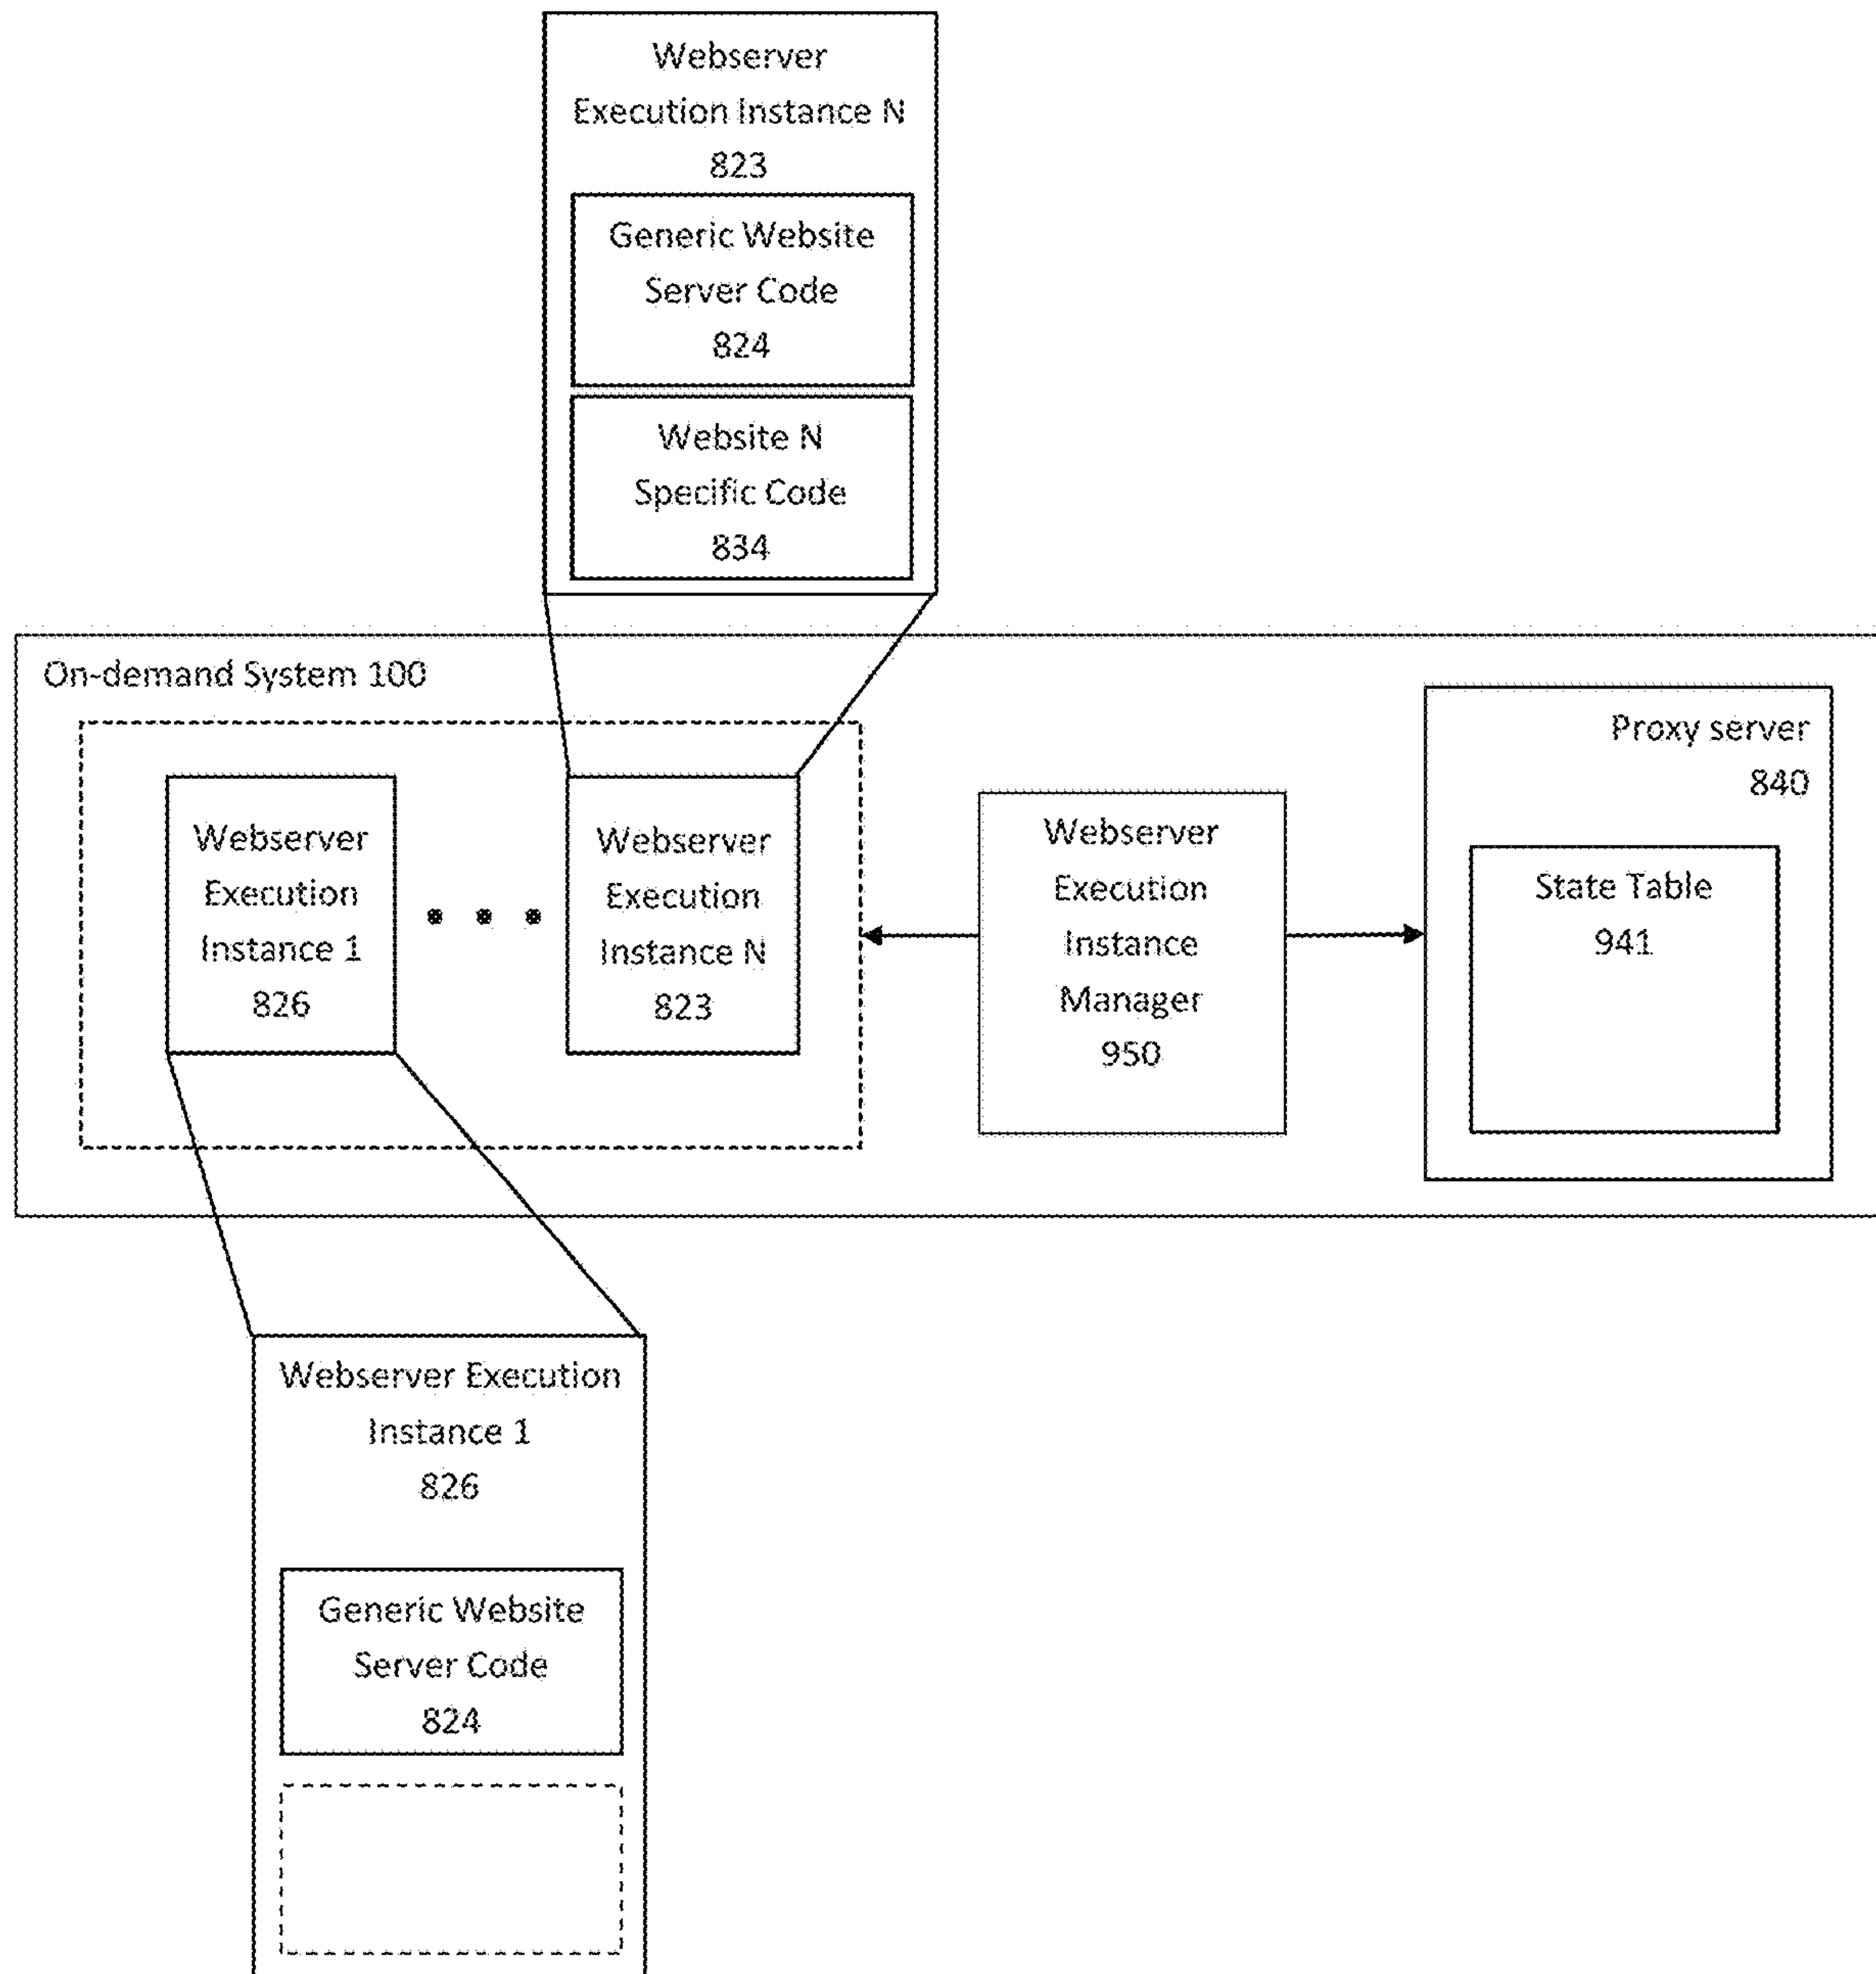 Webserver
Execution Instance N
823
Generic Website
Server Code
824
Website N
Specific Code
834
On-demand System 100
Webserver
Execution
Instance 1
826
Webserver
Execution
Instance N
823
Webserver
Execution
Instance
Manager
950
Proxy server
840
State Table
941
Webserver Execution
Instance 1
826
Generic Website
Server Code
824